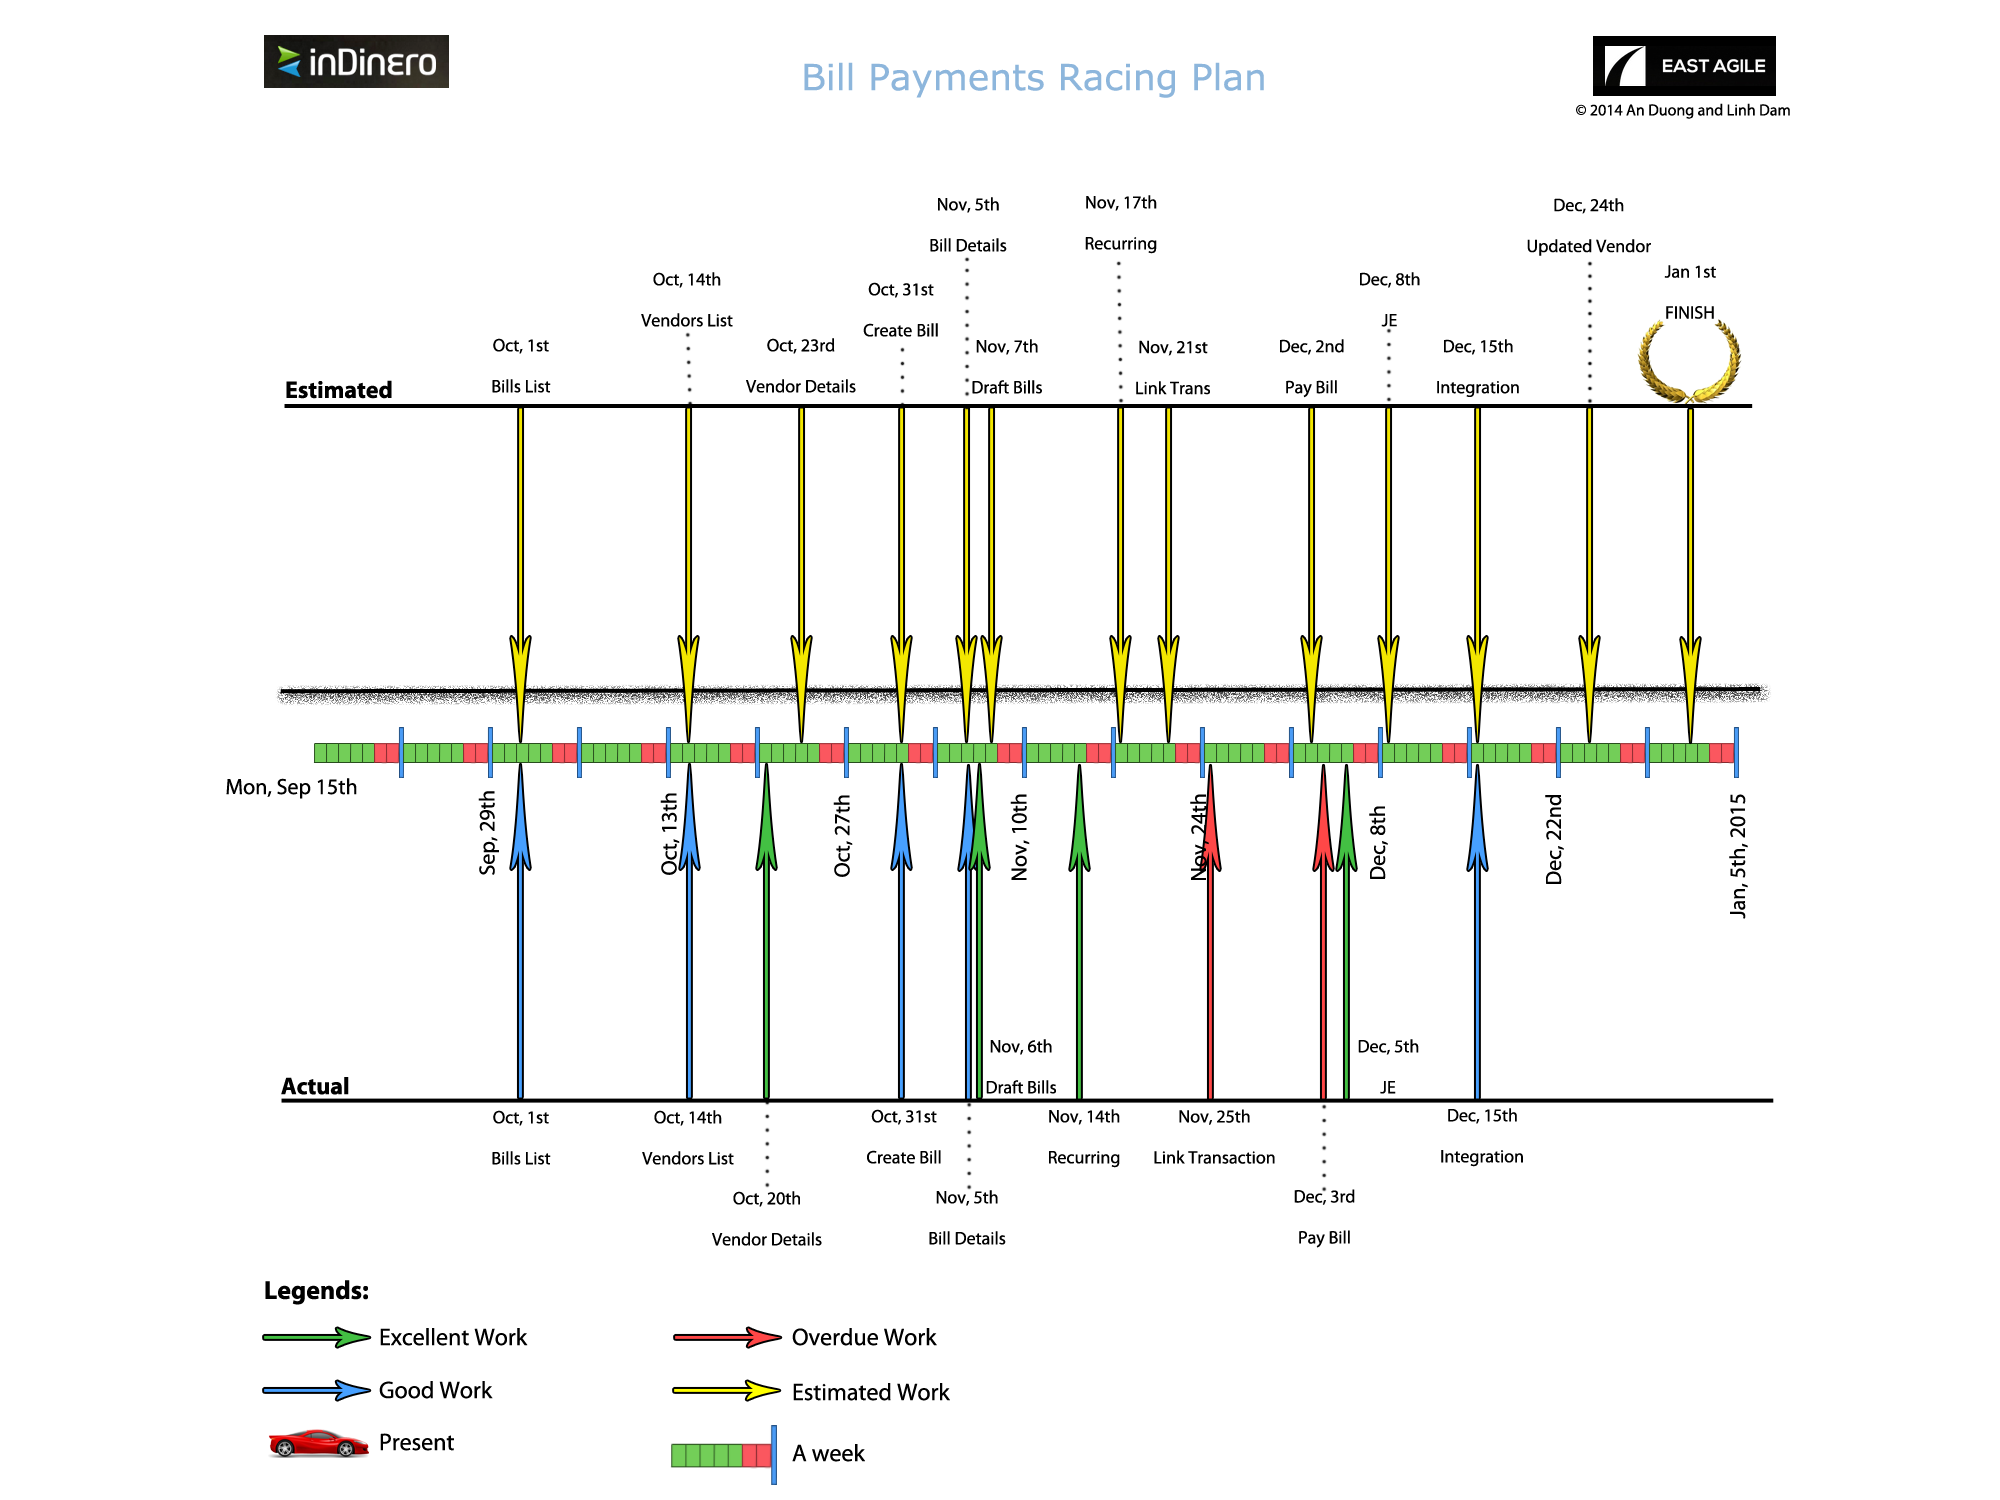 inDinero
Bill Payments Racing Plan
EAST AGILE
© 2014 An Duong and Linh Dam
Nov, 5th
Bill Details
Nov, 17th
Recurring
Dec, 24th
Updated Vendor
Oct, 14th
Vendors List
Oct, 31st
Create Bill
Dec, 8th
JE
Jan 1st
FINISH
Oct, 1st
Bills List
Oct, 23rd
Vendor Details
Nov, 7th
Draft Bills
Nov, 21st
Link Trans
Dec, 2nd
Pay Bill
Dec, 15th
Integration
Estimated
Mon, Sep 15th
Sep, 29th
Oct, 13th
Oct, 27th
Nov, 10th
Nov, 24th
Dec, 8th
Dec, 22nd
Jan, 5th, 2015
Nov, 6th
Draft Bills
Dec, 5th
JE
Actual
Oct, 1st
Bills List
Oct, 14th
Vendors List
Oct, 20th
Vendor Details
Oct, 31st
Create Bill
Nov, 5th
Bill Details
Nov, 14th
Recurring
Nov, 25th
Link Transaction
Dec, 3rd
Pay Bill
Dec, 15th
Integration
Legends:
Excellent Work
Overdue Work
Good Work
Estimated Work
Present
A week